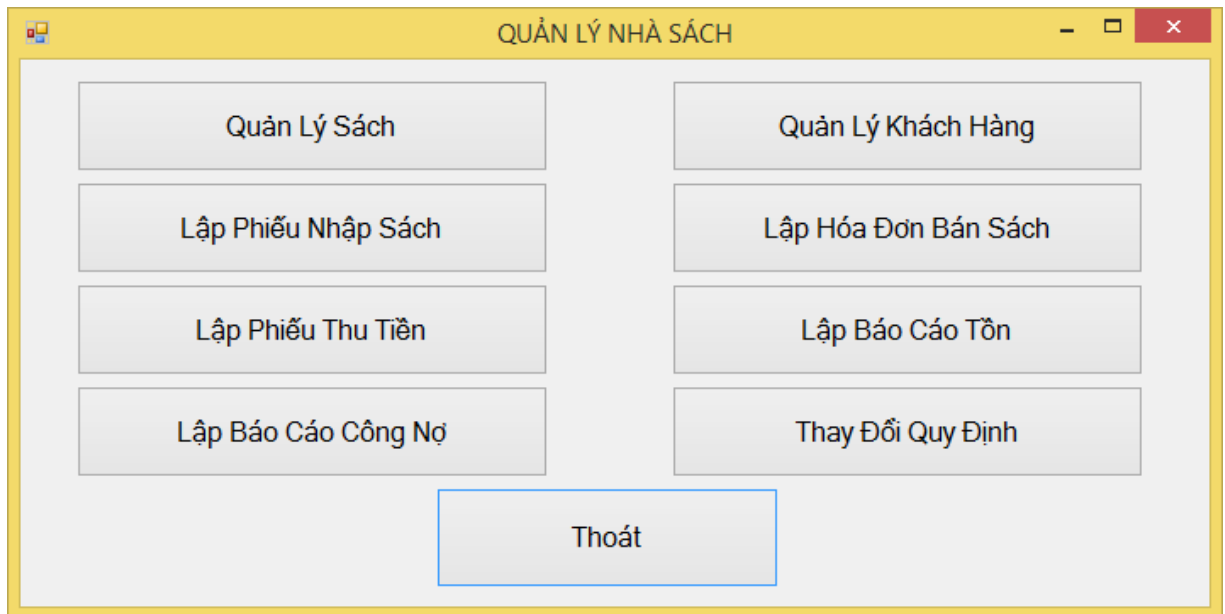 QUẢN LÝ NHÀ SÁCH
Quản Lý Sách
Quản Lý Khách Hàng
Lập Phiếu Nhập Sách
Lập Hóa Đơn Bán Sách
Lập Phiếu Thu Tiền
Lập Báo Cáo Tồn
Lập Báo Cáo Công Nợ
Thay Đổi Quy Định
Thoát